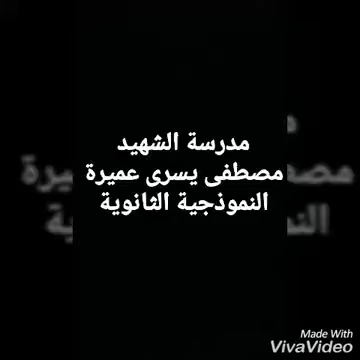 مدرسة الشهيد
مصطفى يسرى عميرة
النموذجية الثانوية
Made With
VivaVideo